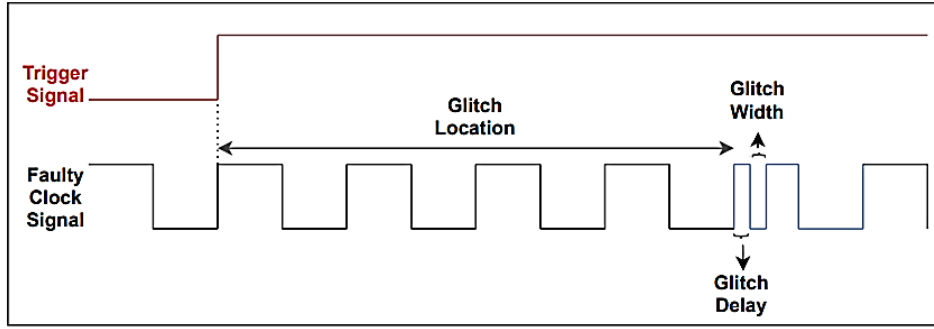 Trigger
Signal
Glitch
Location
Glitch
Width
Faulty
Clock
Signal
Glitch
Delay